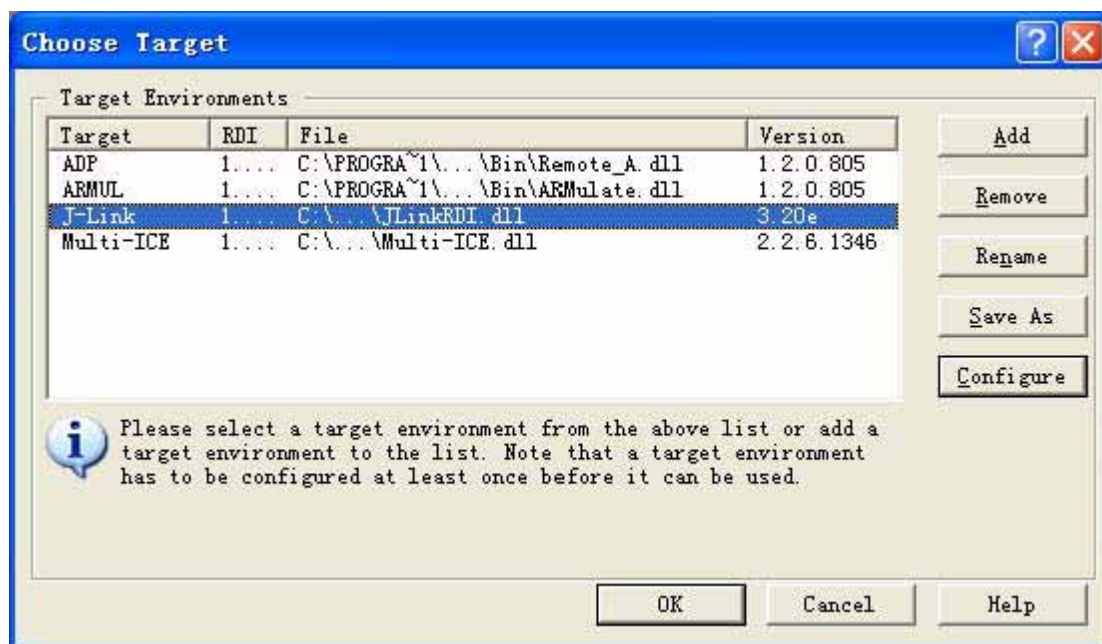 Choose Target
Target Environments
Target RDI File Version
ADP 1.... C:\PROGRA~1\...\Bin\Remote_A.dll 1.2.0.805
ARMUL 1.... C:\PROGRA~1\...\Bin\ARMulate.dll 1.2.0.805
J-Link 1.... C:\...\JLinkRDI.dll 3.20e
Multi-ICE 1.... C:\...\Multi-ICE.dll 2.2.6.1346
Add
Remove
Rename
Save As
Configure
Please select a target environment from the above list or add a
target environment to the list. Note that a target environment
has to be configured at least once before it can be used.
OK Cancel Help